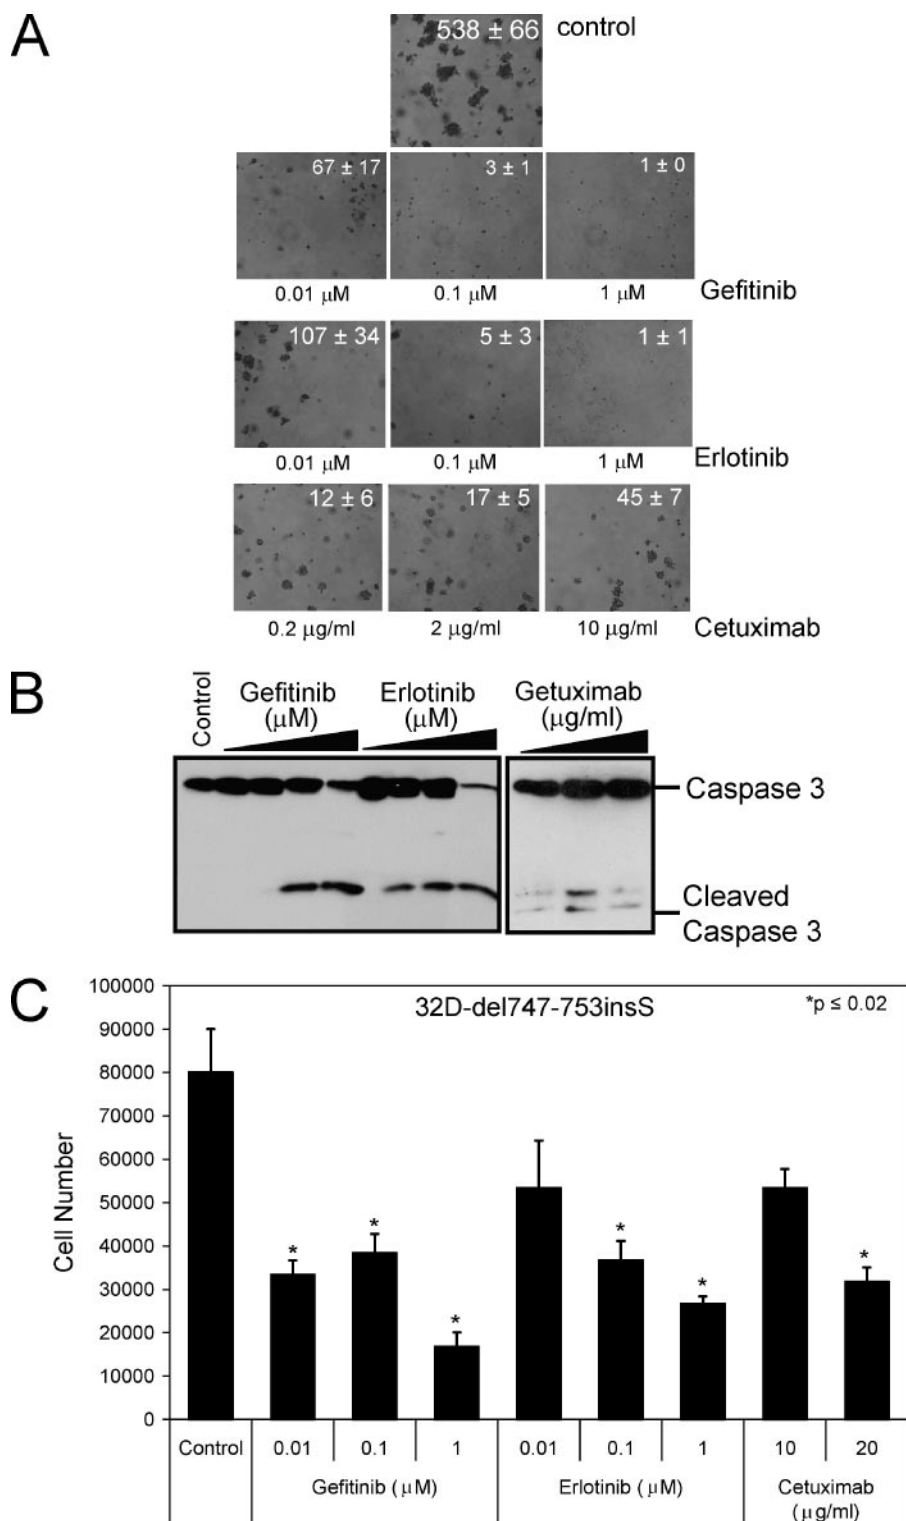 A
538 ± 66 control
67 ± 17 3 ± 1 1 ± 0
0.01 μM 0.1 μM 1 μM Gefitinib
107 ± 34 5 ± 3 1 ± 1
0.01 μM 0.1 μM 1 μM Erlotinib
12 ± 6 17 ± 5 45 ± 7
0.2 μg/ml 2 μg/ml 10 μg/ml Cetuximab
B
Control
Gefitinib
(μM)
Erlotinib
(μM)
Getuximab
(μg/ml)
Caspase 3
Cleaved
Caspase 3
C
32D-del747-753insS
*p ≤ 0.02
Cell Number
100000
90000
80000
70000
60000
50000
40000
30000
20000
10000
0
* * * * * *
Control 0.01 0.1 1 0.01 0.1 1 10 20
Gefitinib ( μM) Erlotinib ( μM) Cetuximab
( μg/ml)